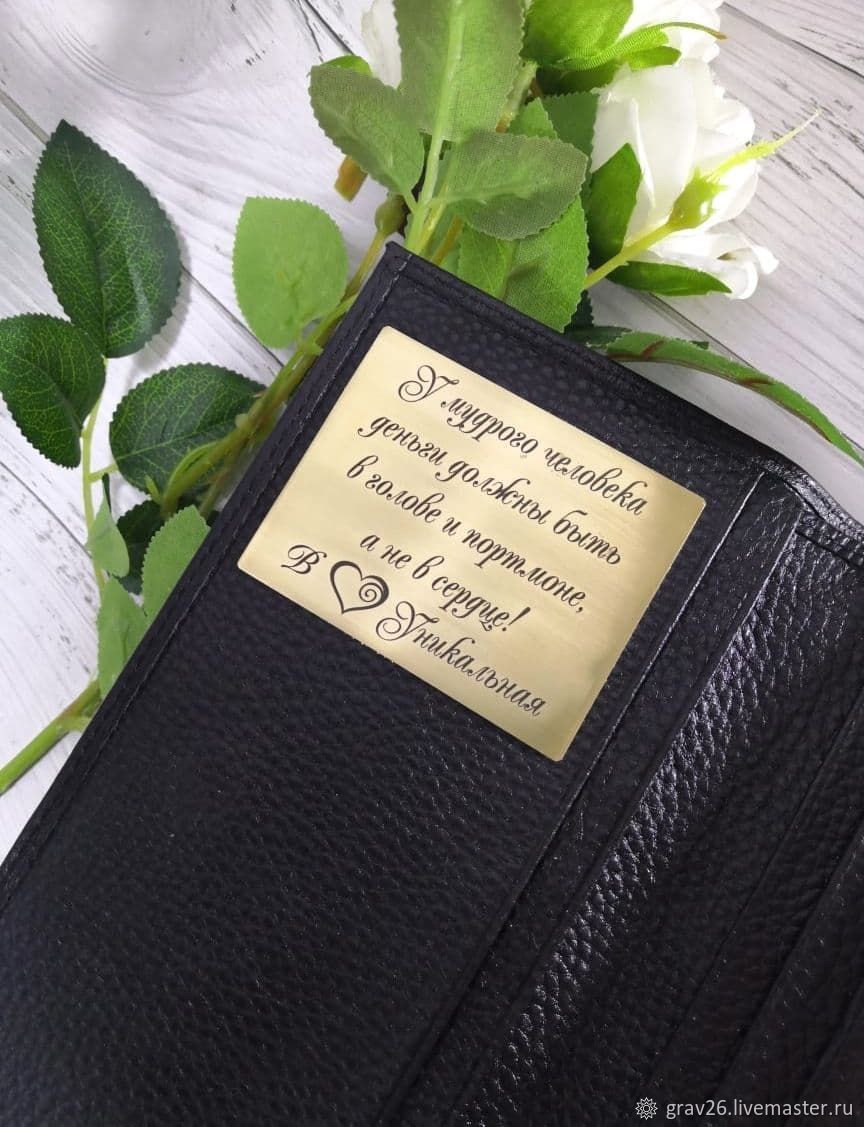 У мудрого человека
деньги должны быть
в голове и портмоне,
а не в сердце!
В Уникальная
grav26.livemaster.ru